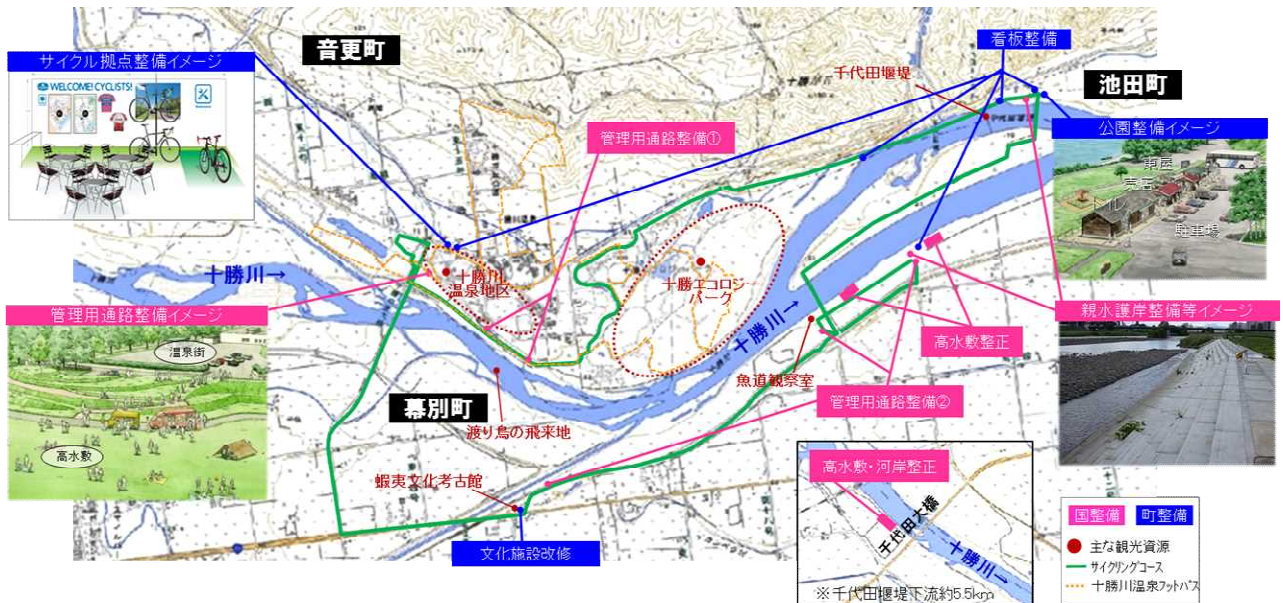 音更町
看板整備
サイクル拠点整備イメージ
WELCOME! CYCLISTS!
千代田堰堤
池田町
管理用通路整備①
公園整備イメージ
東屋
売店
駐車場
十勝川→
十勝川
温泉地区
十勝エコロジー
パーク
管理用通路整備イメージ
温泉街
高水敷
十勝川→
親水護岸整備等イメージ
高水敷整正
魚道観察室
幕別町
渡り鳥の飛来地
管理用通路整備②
蝦夷文化考古館
文化施設改修
高水敷・河岸整正
千代田大橋
十勝川→
※千代田堰堤下流約5.5km
国整備
町整備
主な観光資源
サイクリングコース
十勝川温泉フットパス